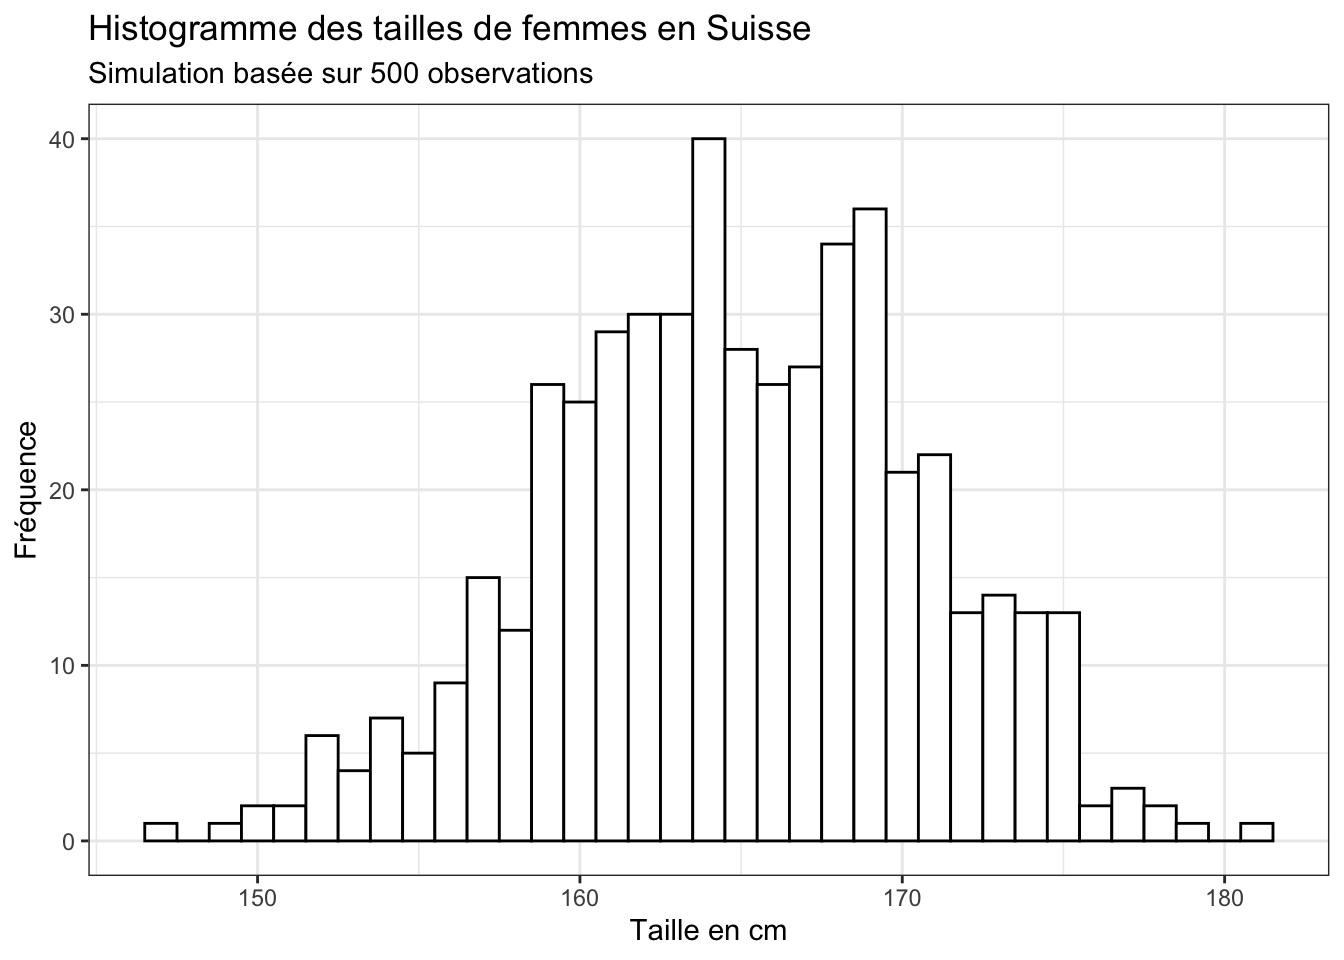 Histogramme des tailles de femmes en Suisse
Simulation basée sur 500 observations
40
30
20
10
0
Fréquence
150 160 170 180
Taille en cm